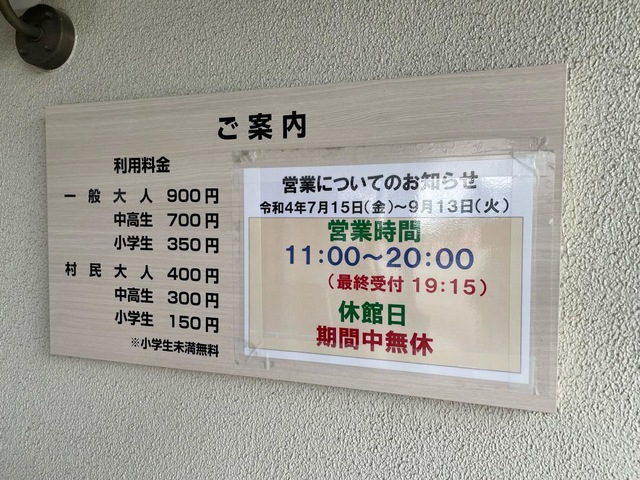 ご案内
利用料金
一般 大人 900円
中高生 700円
小学生 350円
村民 大人 400円
中高生 300円
小学生 150円
※小学生未満無料
営業についてのお知らせ
令和4年7月15日(金)～9月13日(火)
営業時間
11:00～20:00
(最終受付 19:15)
休館日
期間中無休